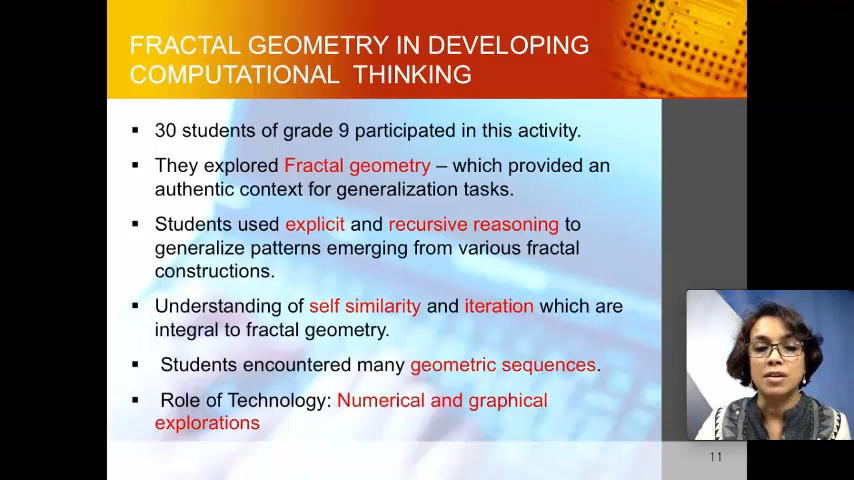 FRACTAL GEOMETRY IN DEVELOPING
COMPUTATIONAL THINKING
▪ 30 students of grade 9 participated in this activity.
▪ They explored Fractal geometry – which provided an
authentic context for generalization tasks.
▪ Students used explicit and recursive reasoning to
generalize patterns emerging from various fractal
constructions.
▪ Understanding of self similarity and iteration which are
integral to fractal geometry.
▪ Students encountered many geometric sequences.
▪ Role of Technology: Numerical and graphical
explorations
11